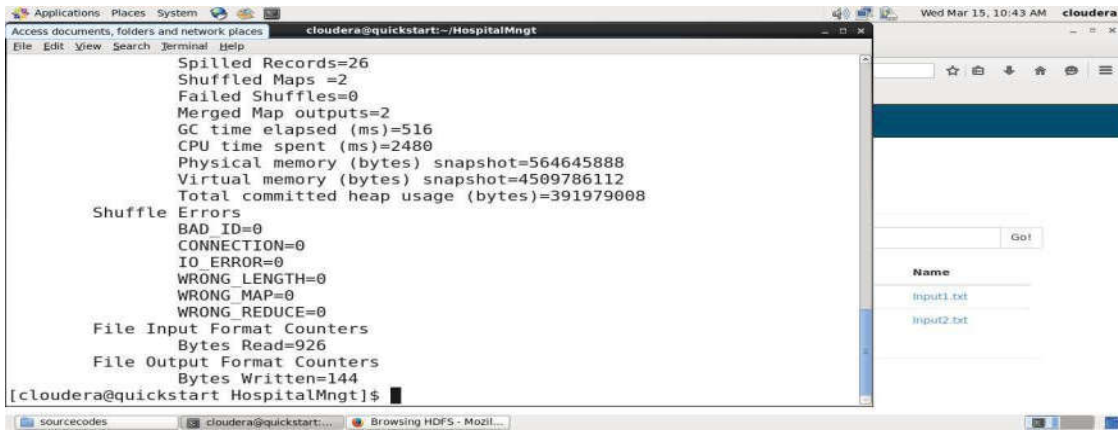 Applications Places System Wed Mar 15, 10:43 AM cloudera
Access documents, folders and network places cloudera@quickstart:~/HospitalMngt
File Edit View Search Terminal Help
Spilled Records=26
Shuffled Maps =2
Failed Shuffles=0
Merged Map outputs=2
GC time elapsed (ms)=516
CPU time spent (ms)=2480
Physical memory (bytes) snapshot=564645888
Virtual memory (bytes) snapshot=4509786112
Total committed heap usage (bytes)=391979008
Shuffle Errors
BAD_ID=0
CONNECTION=0
IO_ERROR=0
WRONG_LENGTH=0
WRONG_MAP=0
WRONG_REDUCE=0
File Input Format Counters
Bytes Read=926
File Output Format Counters
Bytes Written=144
[cloudera@quickstart HospitalMngt]$
Go!
Name
Input1.txt
Input2.txt
sourcecodes cloudera@quickstart:... Browsing HDFS - Mozil...